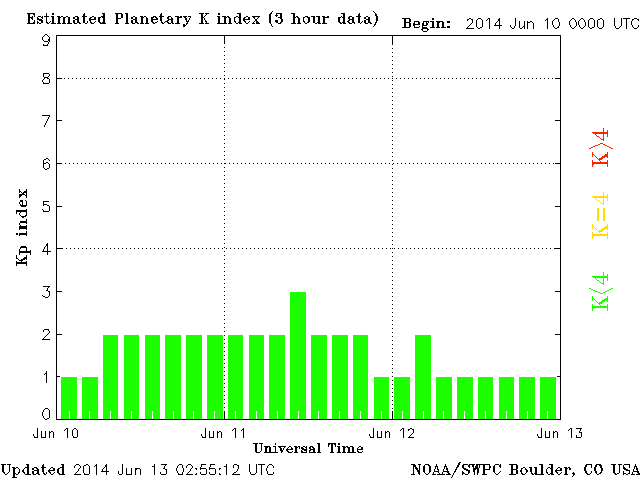 Estimated Planetary K index (3 hour data) Begin: 2014 Jun 10 0000 UTC
9
8
7
6
5
4
3
2
1
0
Kp index
K>4
K=4
K<4
Jun 10 Jun 11 Jun 12 Jun 13
Universal Time
Updated 2014 Jun 13 02:55:12 UTC NOAA/SWPC Boulder, CO USA